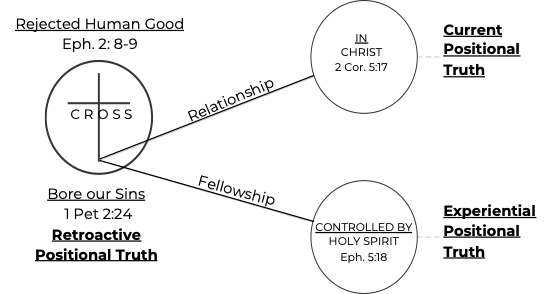 Rejected Human Good
Eph. 2: 8-9
CROSS
Bore our Sins
1 Pet 2:24
Retroactive
Positional Truth
Relationship
Fellowship
IN
CHRIST
2 Cor. 5:17
Current
Positional
Truth
CONTROLLED BY
HOLY SPIRIT
Eph. 5:18
Experiential
Positional
Truth